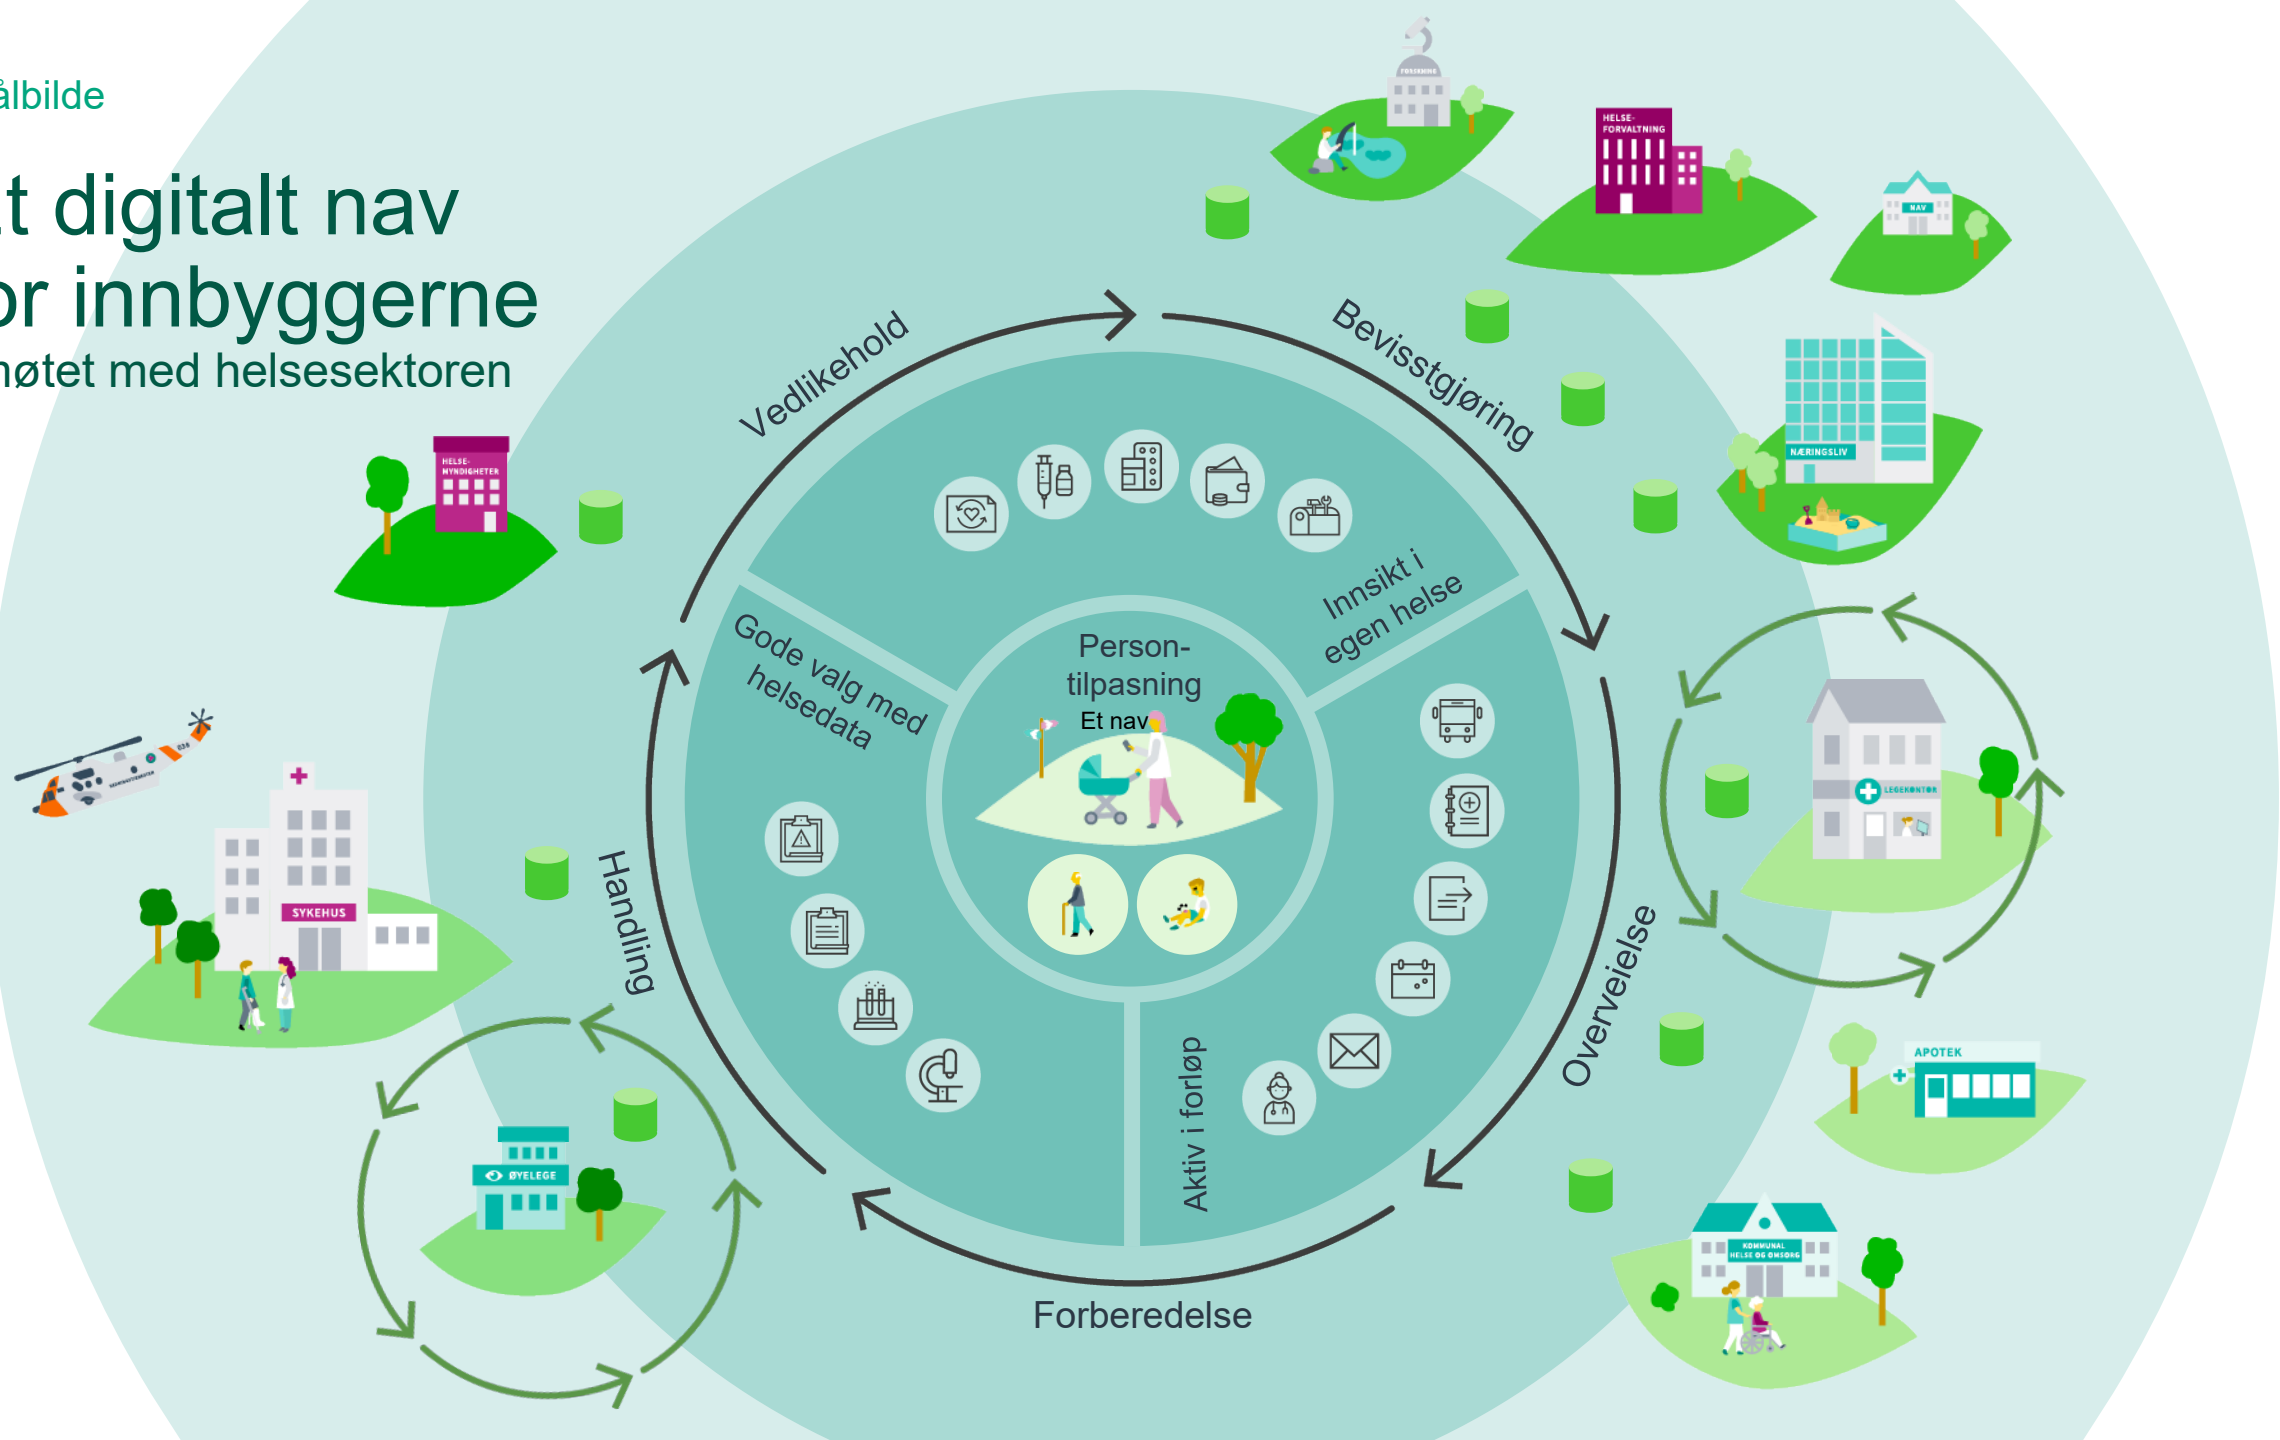 ålbilde
t digitalt nav
or innbyggerne
møtet med helsesektoren
FORSKNING
HELSE-
FORVALTNING
NAV
NÆRINGSLIV
HELSE-
MYNDIGHETER
Vedlikehold
Bevisstgjøring
Innsikt i
egen helse
Gode valg med
helsedata
Person-
tilpasning
Et nav
LEGEKONTOR
SYKEHUS
Handling
Overveielse
Aktiv i forløp
APOTEK
ØYELEGE
KOMMUNAL
HELSE OG OMSORG
Forberedelse